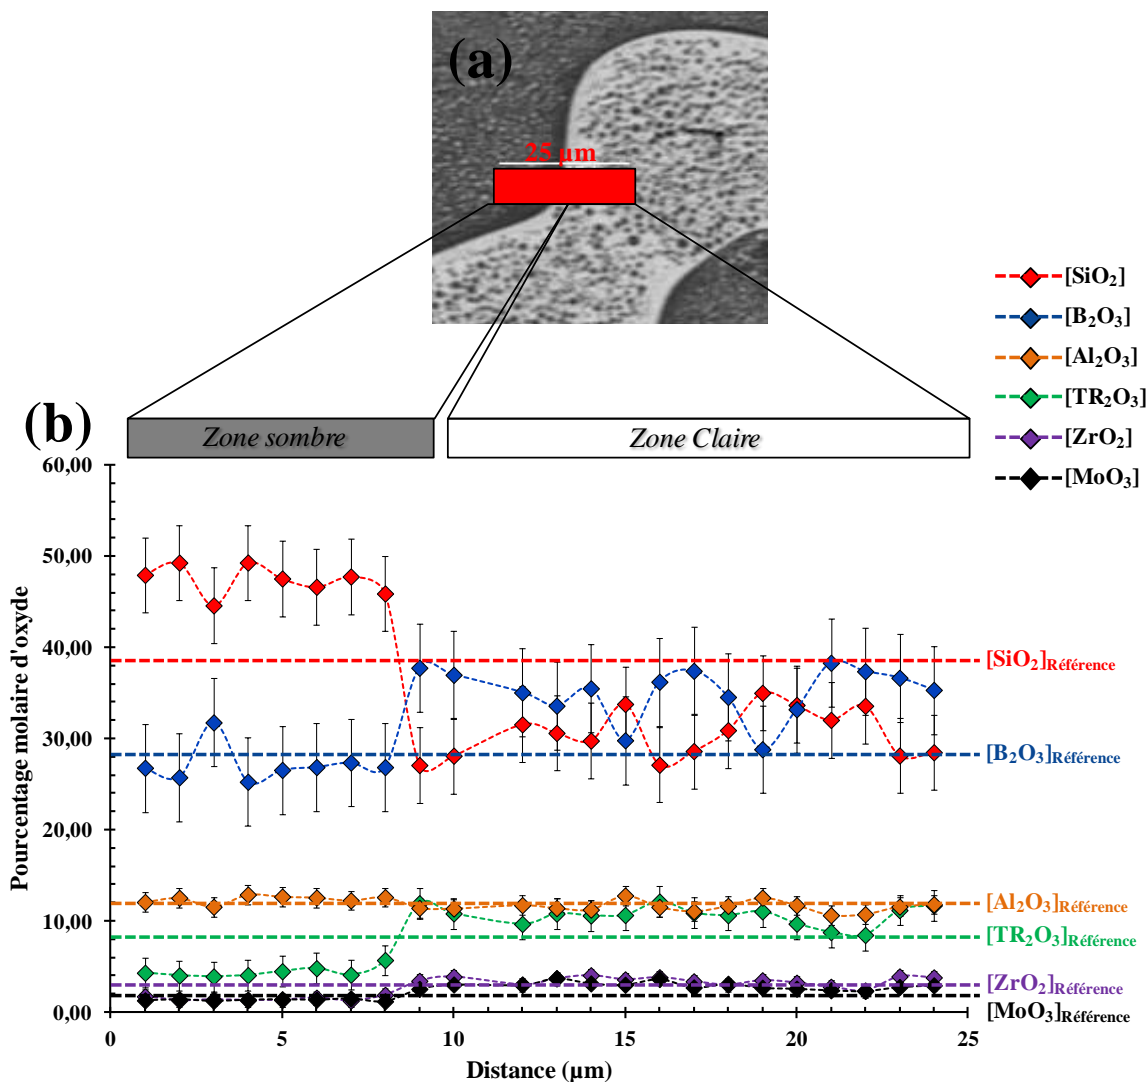 (a)
25 µm
[SiO₂]
[B₂O₃]
[Al₂O₃]
[TR₂O₃]
[ZrO₂]
[MoO₃]
(b)
Zone sombre
Zone Claire
60,00
50,00
40,00
30,00
20,00
10,00
0,00
Pourcentage molaire d'oxyde
[SiO₂]Référence
[B₂O₃]Référence
[Al₂O₃]Référence
[TR₂O₃]Référence
[ZrO₂]Référence
[MoO₃]Référence
0 5 10 15 20 25
Distance (µm)